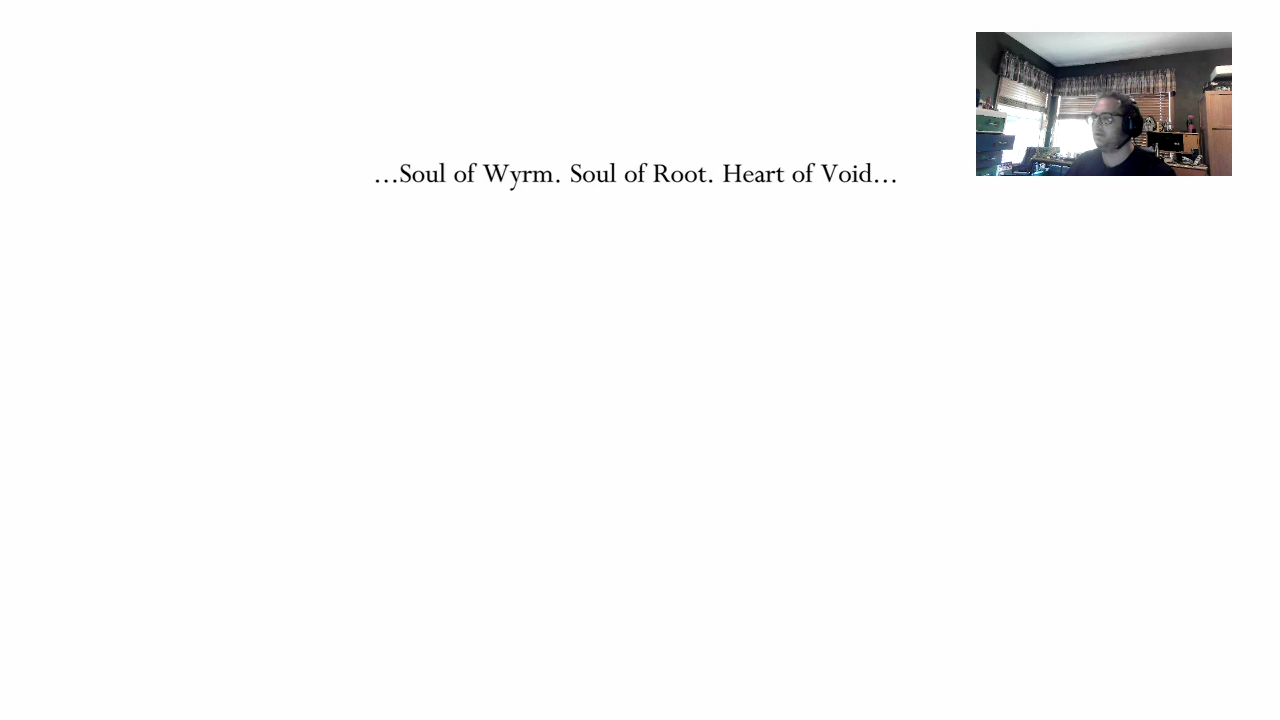 …Soul of Wyrm. Soul of Root. Heart of Void…